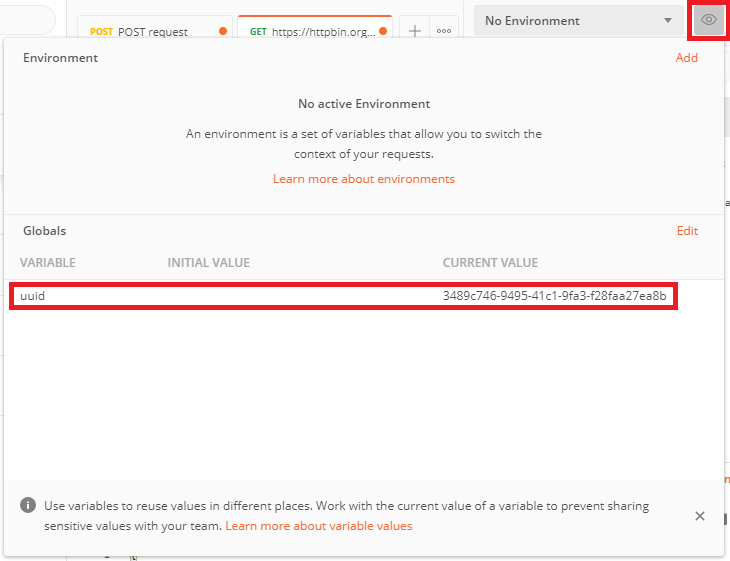 POST POST request GET https://httpbin.org... + ooo No Environment
Environment Add
No active Environment
An environment is a set of variables that allow you to switch the
context of your requests.
Learn more about environments
Globals Edit
VARIABLE INITIAL VALUE CURRENT VALUE
uuid 3489c746-9495-41c1-9fa3-f28faa27ea8b
Use variables to reuse values in different places. Work with the current value of a variable to prevent sharing
sensitive values with your team. Learn more about variable values